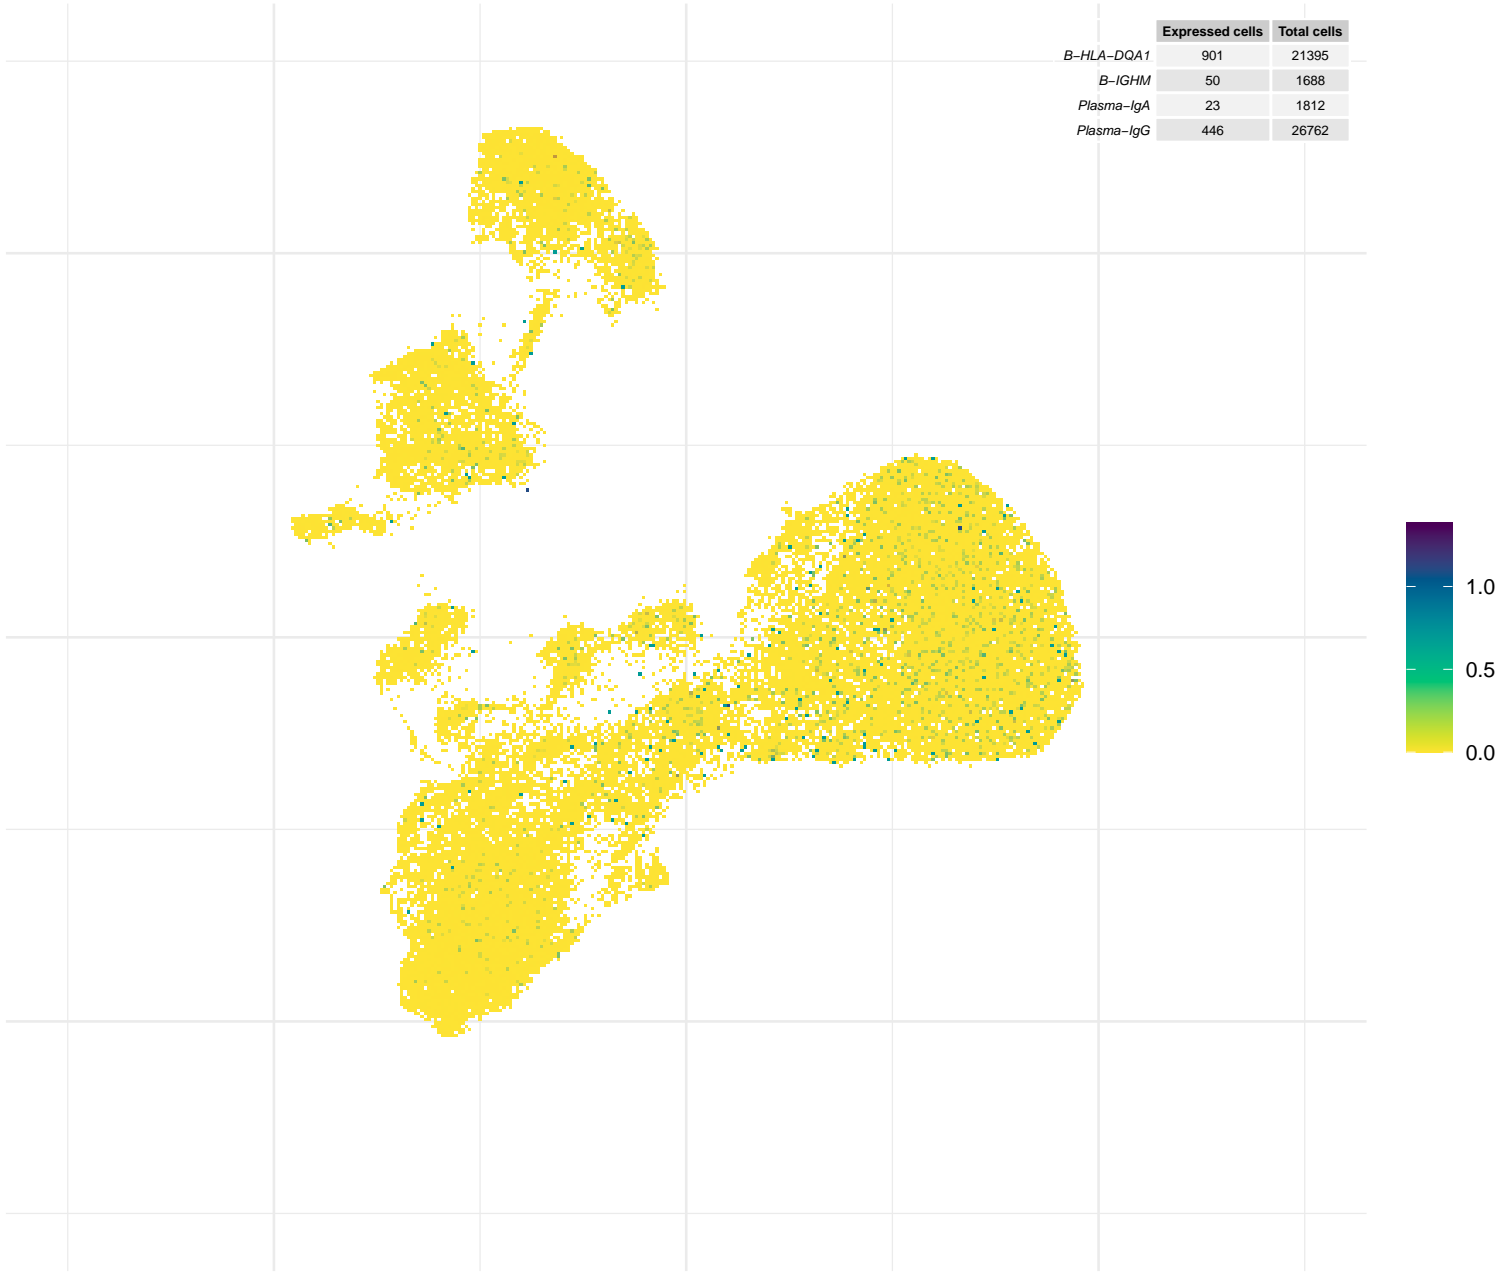 Expressed cells Total cells
B−HLA−DQA1 901 21395
B−IGHM 50 1688
Plasma−IgA 23 1812
Plasma−IgG 446 26762
1.0
0.5
0.0